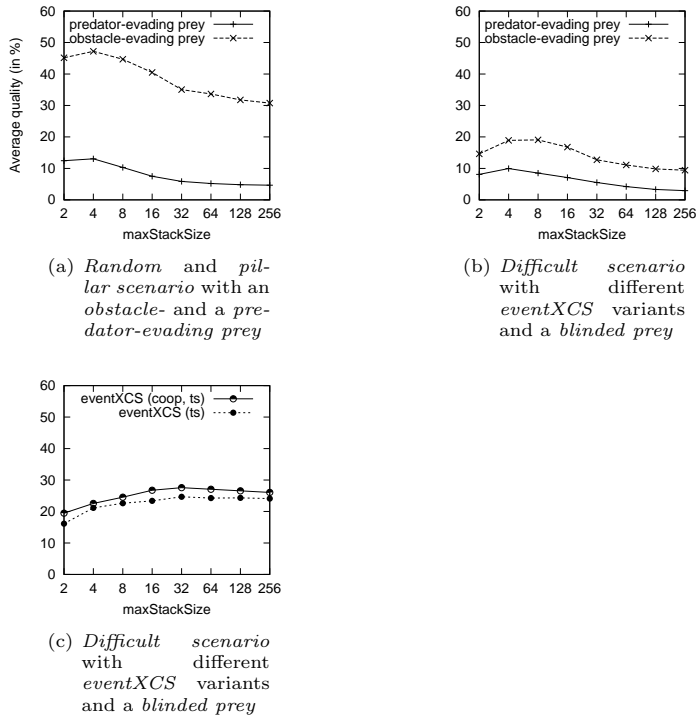 60
50
40
30
20
10
0
Average quality (in %)
predator-evading prey
obstacle-evading prey
2 4 8 16 32 64 128 256
maxStackSize
(a) Random and pil-
lar scenario with an
obstacle- and a pre-
dator-evading prey
60
50
40
30
20
10
0
predator-evading prey
obstacle-evading prey
2 4 8 16 32 64 128 256
maxStackSize
(b) Difficult scenario
with different
eventXCS variants
and a blinded prey
60
50
40
30
20
10
0
eventXCS (coop, ts)
eventXCS (ts)
2 4 8 16 32 64 128 256
maxStackSize
(c) Difficult scenario
with different
eventXCS variants
and a blinded prey